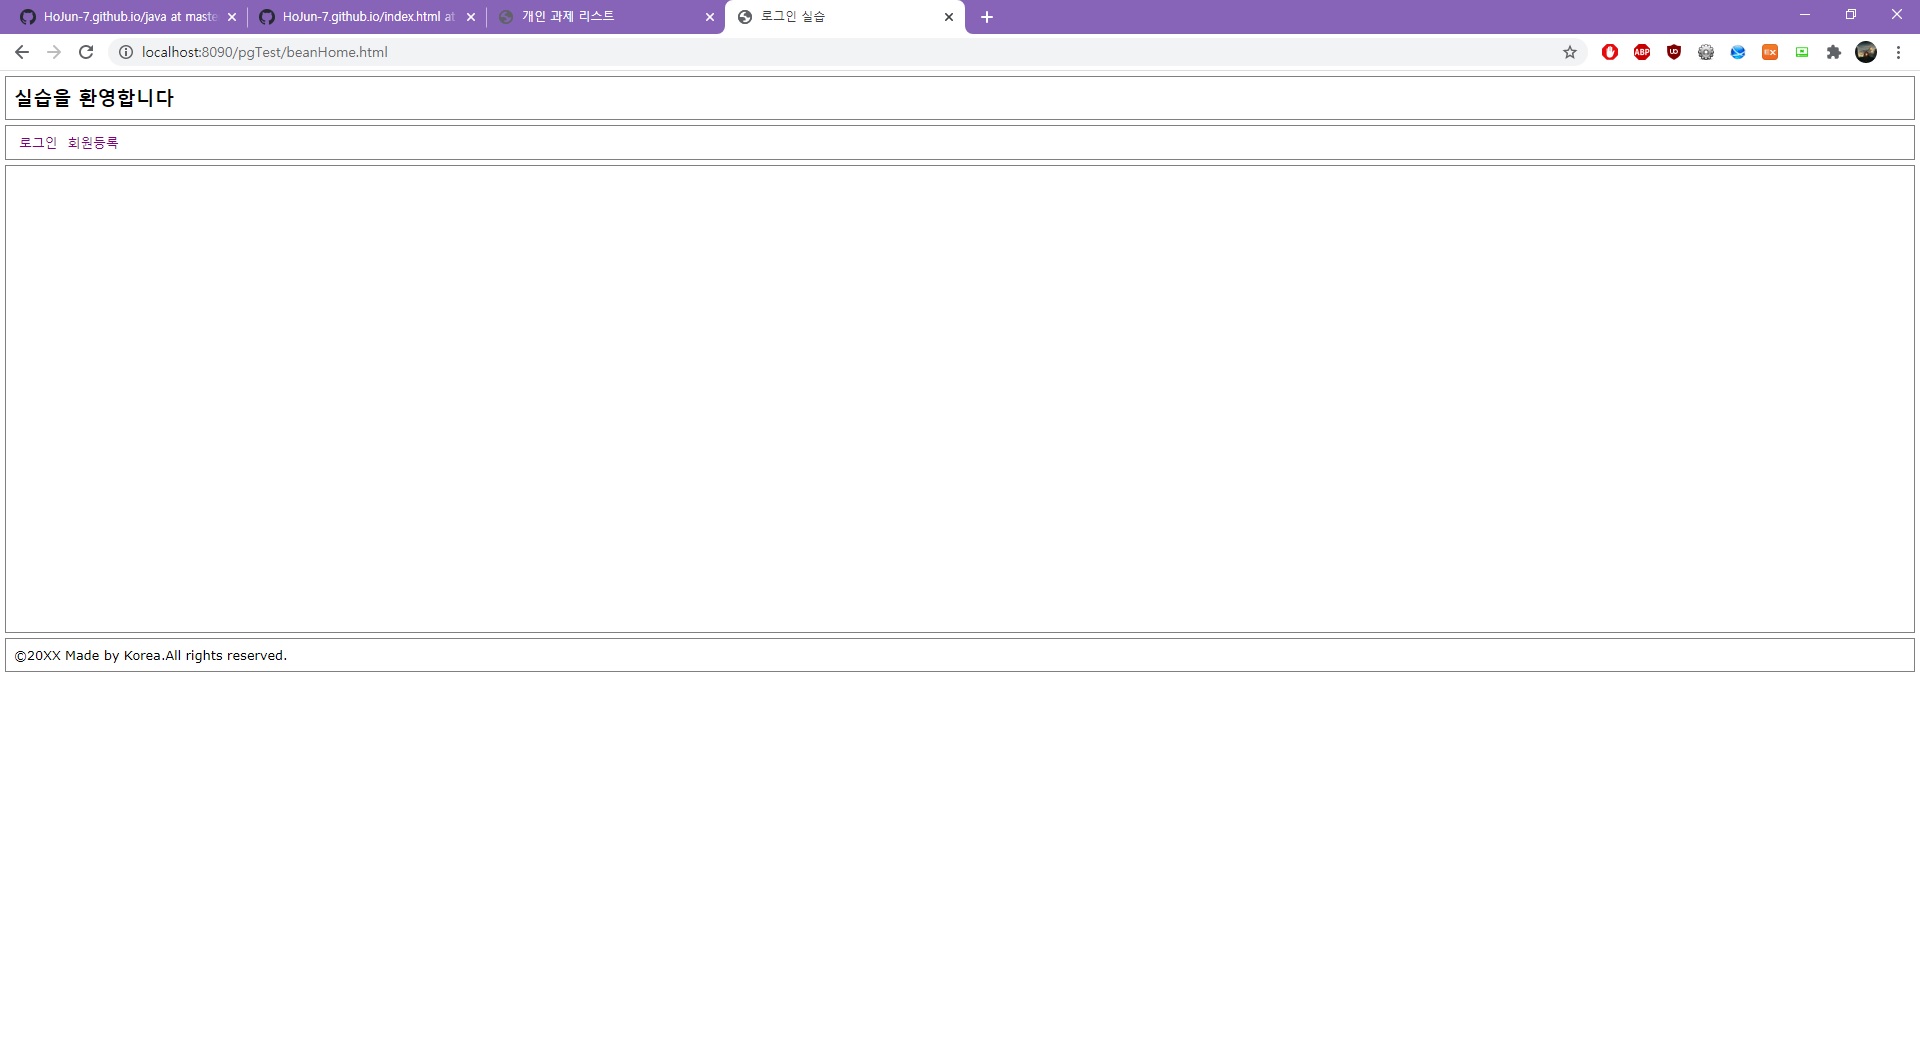 HoJun-7.github.io/java at maste
HoJun-7.github.io/index.html at
개인 과제 리스트
로그인 실습
localhost:8090/pgTest/beanHome.html
ABP
EX
실습을 환영합니다
로그인 회원등록
©20XX Made by Korea.All rights reserved.